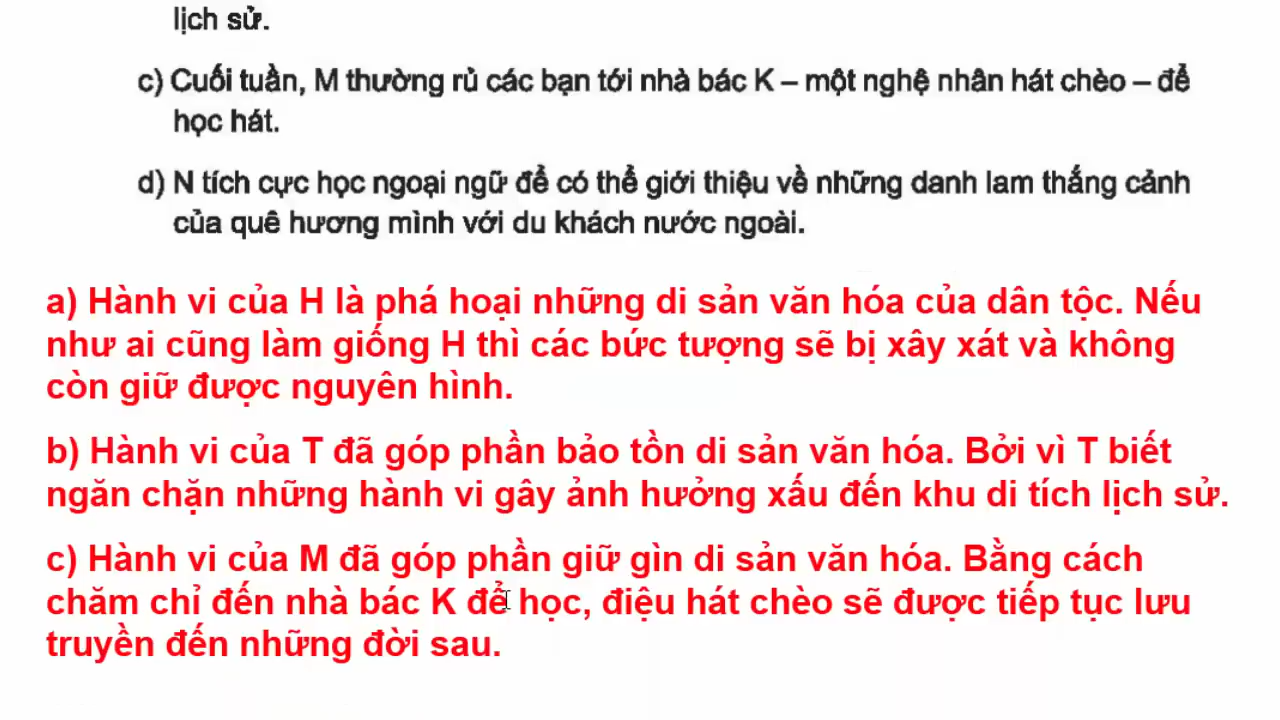 lịch sử.
c) Cuối tuần, M thường rủ các bạn tới nhà bác K – một nghệ nhân hát chèo – để
học hát.
d) N tích cực học ngoại ngữ để có thể giới thiệu về những danh lam thắng cảnh
của quê hương mình với du khách nước ngoài.
a) Hành vi của H là phá hoại những di sản văn hóa của dân tộc. Nếu
như ai cũng làm giống H thì các bức tượng sẽ bị xây xát và không
còn giữ được nguyên hình.
b) Hành vi của T đã góp phần bảo tồn di sản văn hóa. Bởi vì T biết
ngăn chặn những hành vi gây ảnh hưởng xấu đến khu di tích lịch sử.
c) Hành vi của M đã góp phần giữ gìn di sản văn hóa. Bằng cách
chăm chỉ đến nhà bác K để học, điệu hát chèo sẽ được tiếp tục lưu
truyền đến những đời sau.